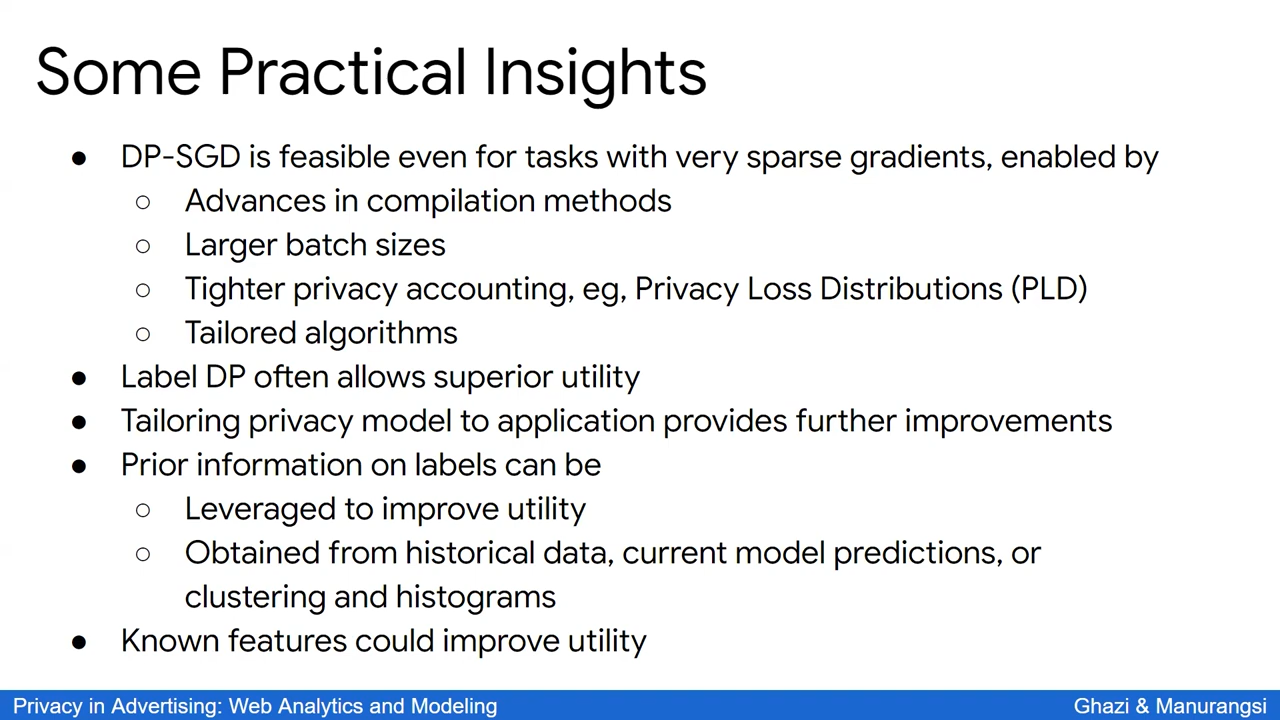 Some Practical Insights
● DP-SGD is feasible even for tasks with very sparse gradients, enabled by
○ Advances in compilation methods
○ Larger batch sizes
○ Tighter privacy accounting, eg, Privacy Loss Distributions (PLD)
○ Tailored algorithms
● Label DP often allows superior utility
● Tailoring privacy model to application provides further improvements
● Prior information on labels can be
○ Leveraged to improve utility
○ Obtained from historical data, current model predictions, or
clustering and histograms
● Known features could improve utility
Privacy in Advertising: Web Analytics and Modeling
Ghazi & Manurangsi